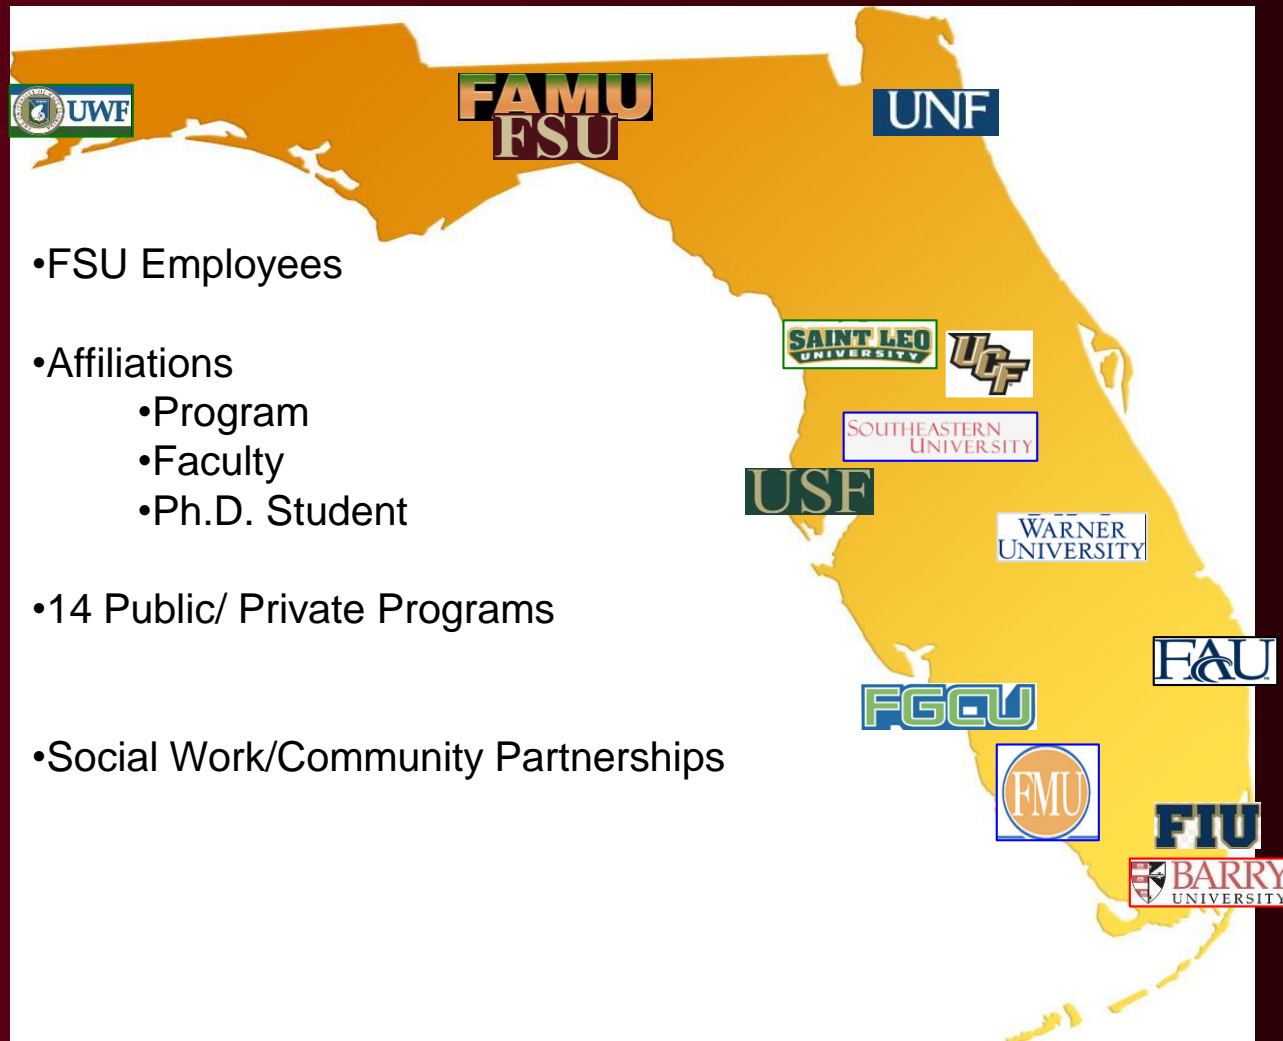 UWF
FAMU
FSU
UNF
•FSU Employees
•Affiliations
•Program
•Faculty
•Ph.D. Student
•14 Public/ Private Programs
•Social Work/Community Partnerships
SAINT LEO
UNIVERSITY
UCF
SOUTHEASTERN
UNIVERSITY
USF
WARNER
UNIVERSITY
FAU
FGCU
FMU
FIU
BARRY
UNIVERSITY